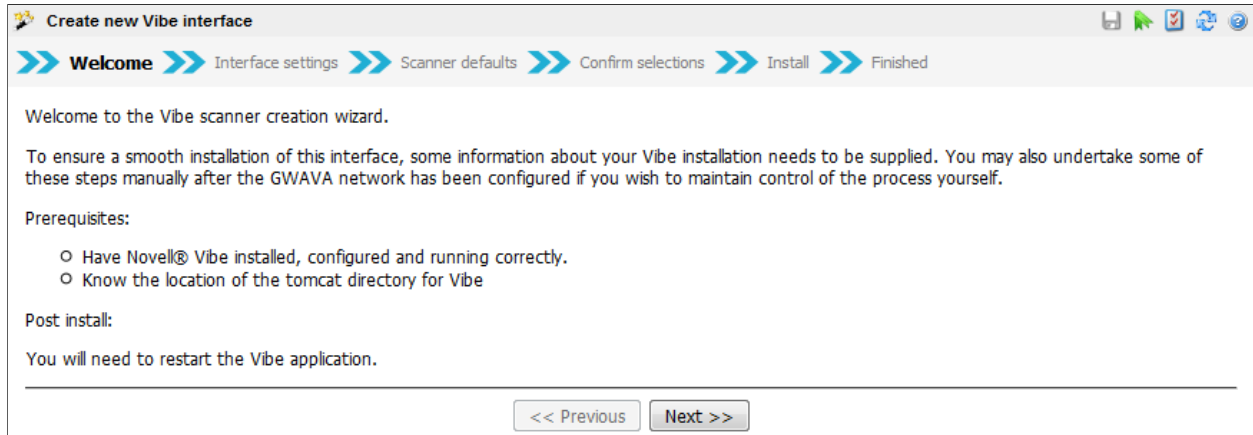 Create new Vibe interface
Welcome Interface settings Scanner defaults Confirm selections Install Finished
Welcome to the Vibe scanner creation wizard.
To ensure a smooth installation of this interface, some information about your Vibe installation needs to be supplied. You may also undertake some of
these steps manually after the GWAVA network has been configured if you wish to maintain control of the process yourself.
Prerequisites:
Have Novell® Vibe installed, configured and running correctly.
Know the location of the tomcat directory for Vibe
Post install:
You will need to restart the Vibe application.
<< Previous Next >>